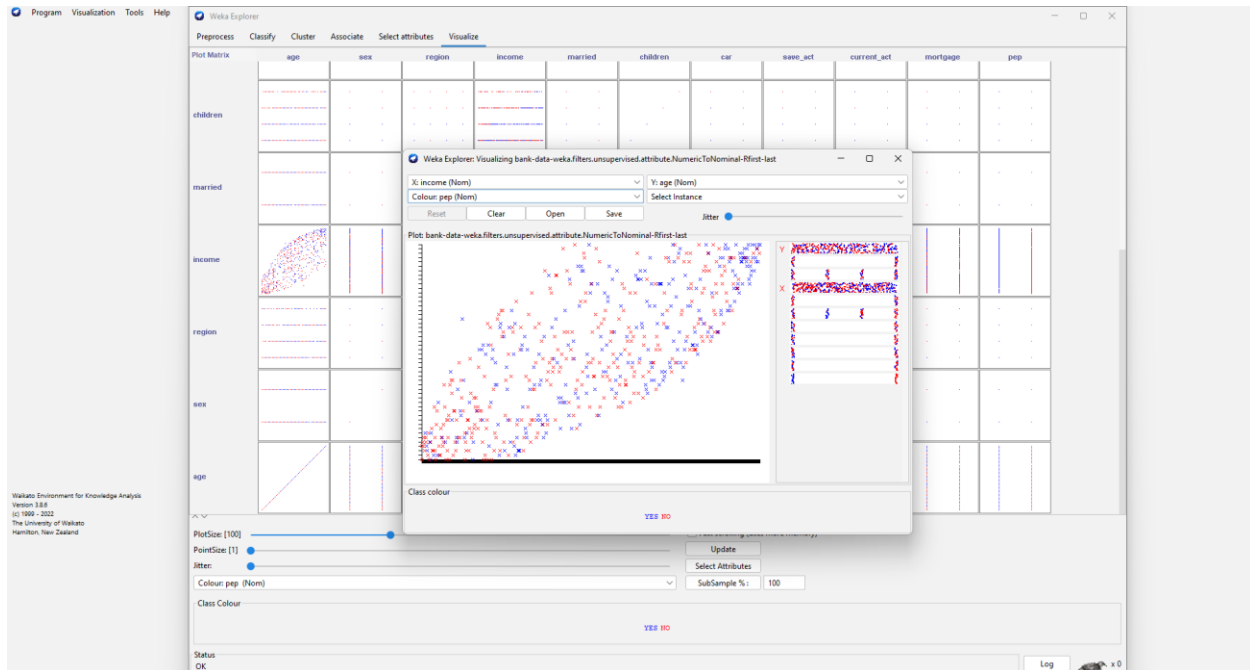 Program Visualization Tools Help
Weka Explorer
Preprocess Classify Cluster Associate Select attributes Visualize
Plot Matrix age sex region income married children car save_act current_act mortgage pep
children
married
income
region
sex
age
Weka Explorer: Visualizing bank-data-weka.filters.unsupervised.attribute.NumericToNominal-Rfirst-last
X: income (Nom) Y: age (Nom)
Colour: pep (Nom) Select Instance
Reset Clear Open Save Jitter
Plot: bank-data-weka.filters.unsupervised.attribute.NumericToNominal-Rfirst-last
Y
X
Class colour
YES NO
Waikato Environment for Knowledge Analysis
Version 3.8.6
(c) 1999 - 2022
The University of Waikato
Hamilton, New Zealand
PlotSize: [100]
PointSize: [1] Update
Jitter: Select Attributes
Colour: pep (Nom) SubSample % : 100
Class Colour
YES NO
Status
OK Log x 0